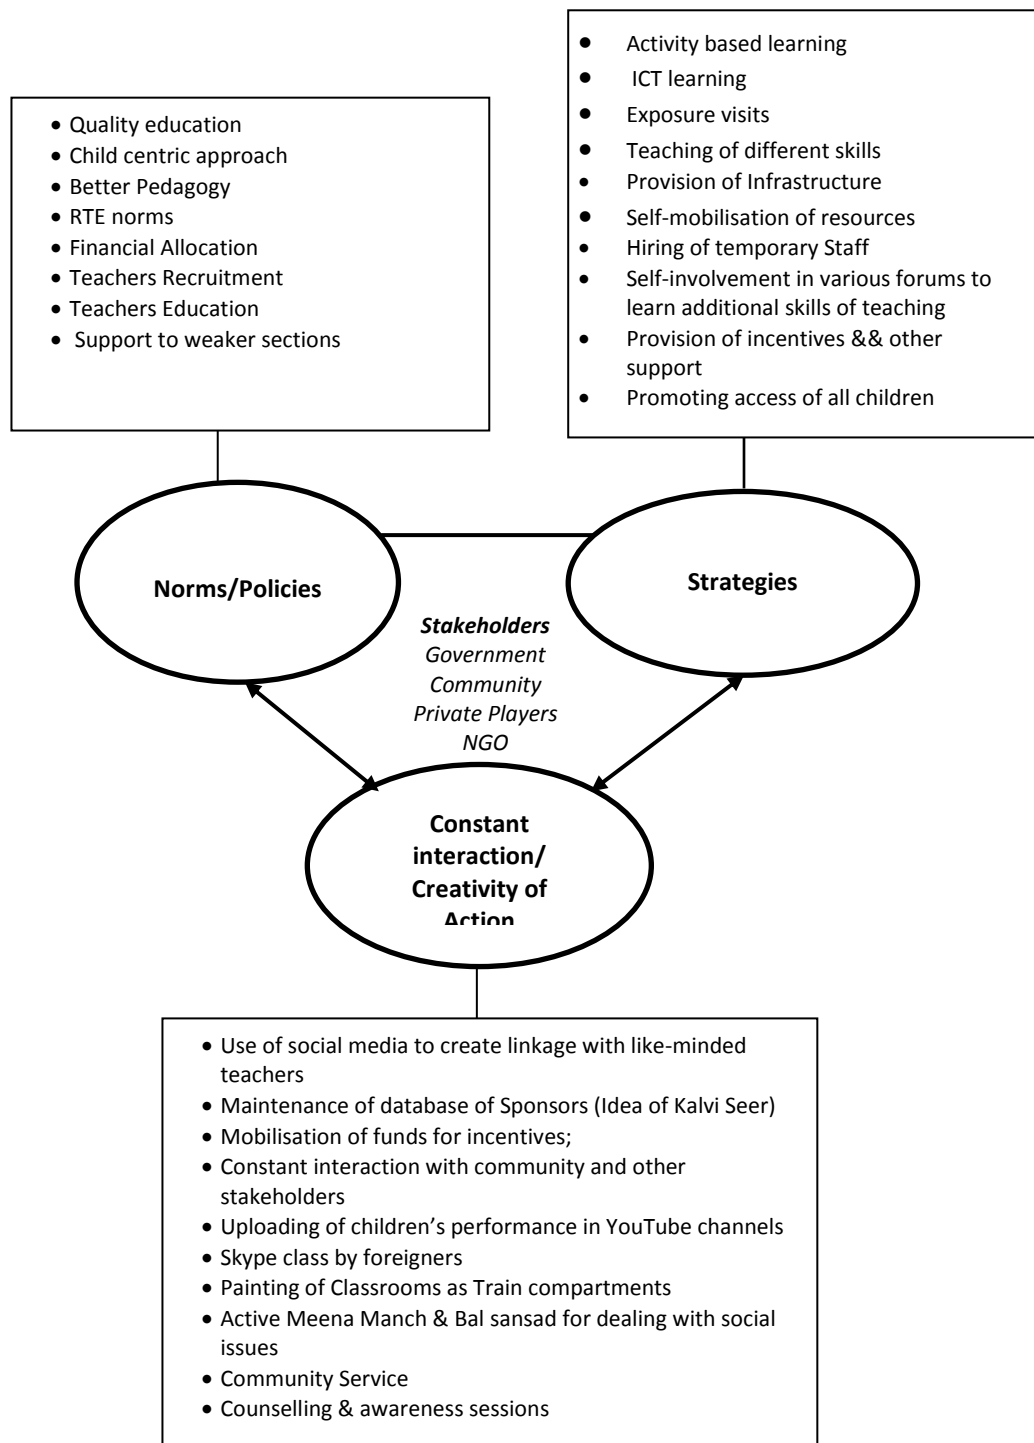 • Quality education
• Child centric approach
• Better Pedagogy
• RTE norms
• Financial Allocation
• Teachers Recruitment
• Teachers Education
• Support to weaker sections
• Activity based learning
• ICT learning
• Exposure visits
• Teaching of different skills
• Provision of Infrastructure
• Self-mobilisation of resources
• Hiring of temporary Staff
• Self-involvement in various forums to
learn additional skills of teaching
• Provision of incentives && other
support
• Promoting access of all children
Norms/Policies
Strategies
Stakeholders
Government
Community
Private Players
NGO
Constant
interaction/
Creativity of
Action
• Use of social media to create linkage with like-minded
teachers
• Maintenance of database of Sponsors (Idea of Kalvi Seer)
• Mobilisation of funds for incentives;
• Constant interaction with community and other
stakeholders
• Uploading of children’s performance in YouTube channels
• Skype class by foreigners
• Painting of Classrooms as Train compartments
• Active Meena Manch & Bal sansad for dealing with social
issues
• Community Service
• Counselling & awareness sessions